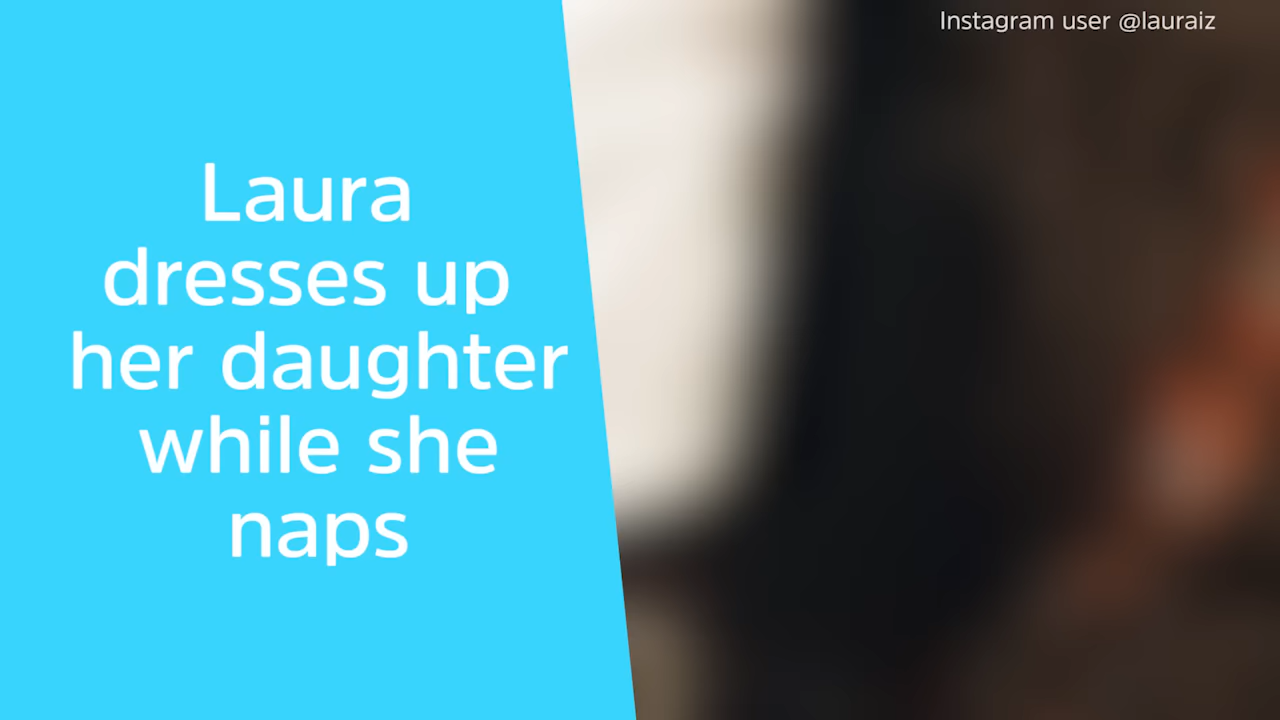 Instagram user @lauraiz
Laura
dresses up
her daughter
while she
naps